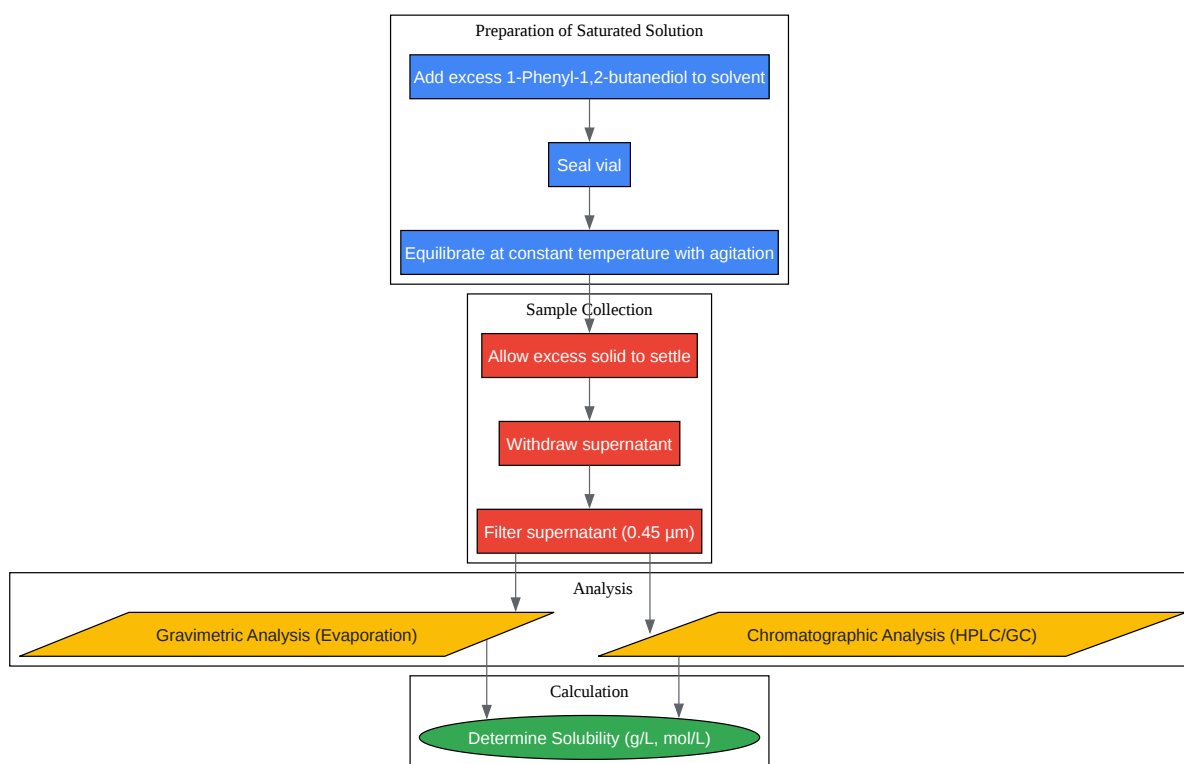 Preparation of Saturated Solution
Add excess 1-Phenyl-1,2-butanediol to solvent
Seal vial
Equilibrate at constant temperature with agitation
Sample Collection
Allow excess solid to settle
Withdraw supernatant
Filter supernatant (0.45 µm)
Analysis
Gravimetric Analysis (Evaporation)
Chromatographic Analysis (HPLC/GC)
Calculation
Determine Solubility (g/L, mol/L)